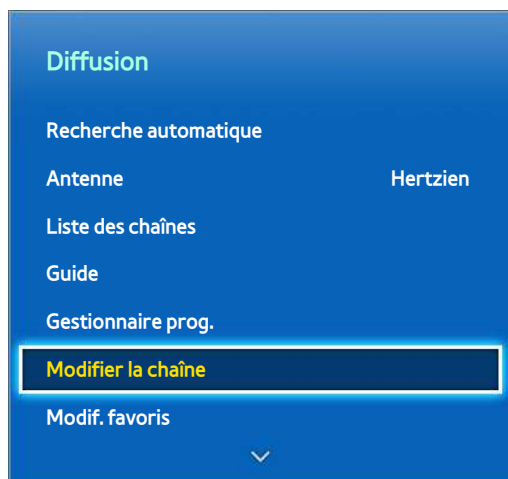 Diffusion
Recherche automatique
Antenne Hertzien
Liste des chaînes
Guide
Gestionnaire prog.
Modifier la chaîne
Modif. favoris